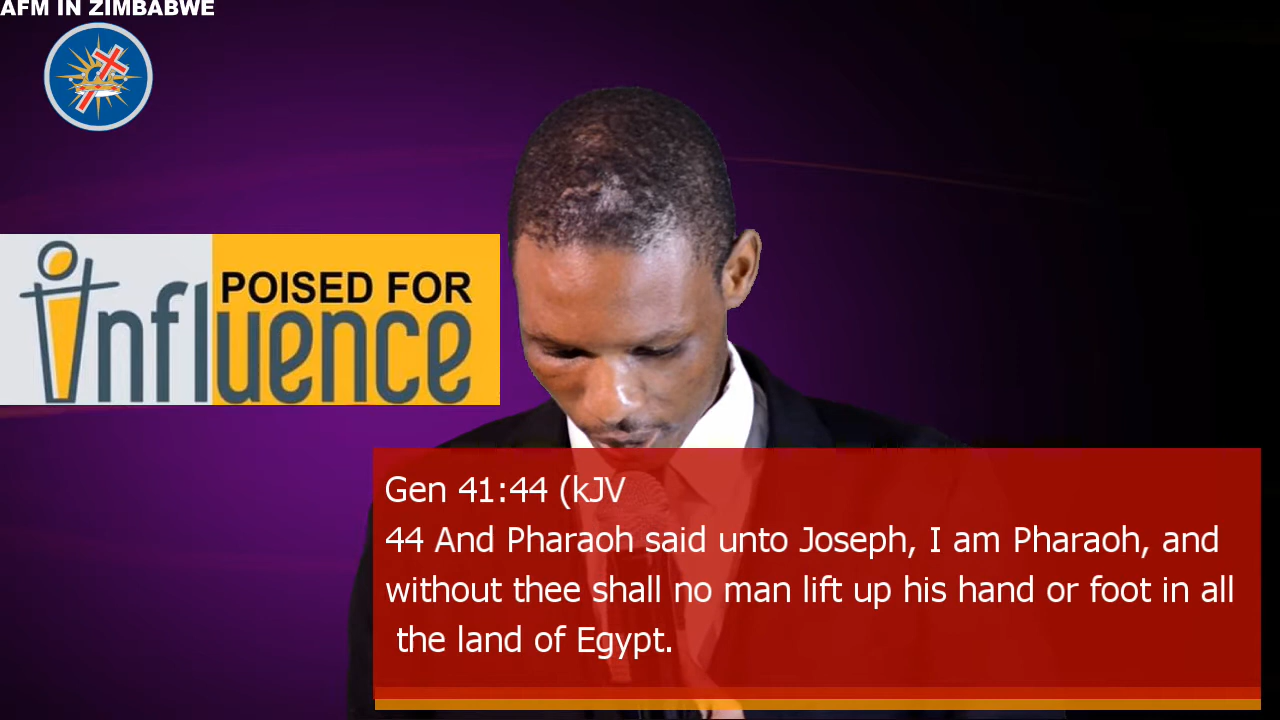 AFM IN ZIMBABWE
POISED FOR
influence
Gen 41:44 (kJV
44 And Pharaoh said unto Joseph, I am Pharaoh, and
without thee shall no man lift up his hand or foot in all
the land of Egypt.